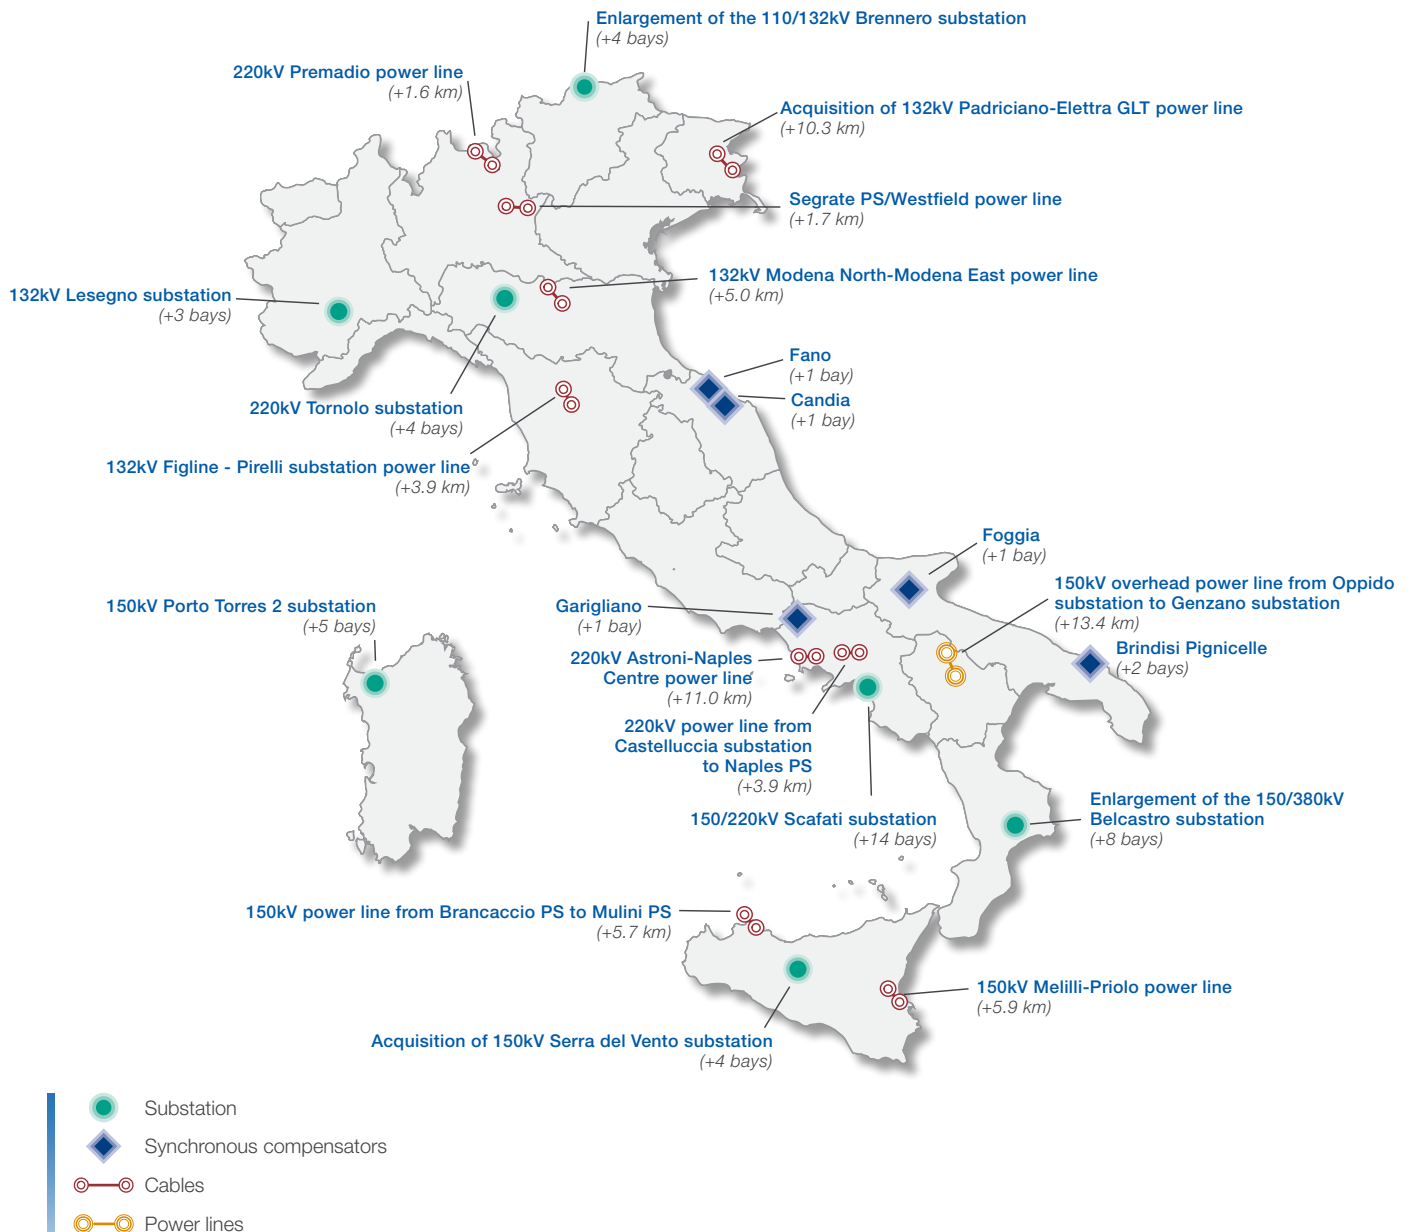 Enlargement of the 110/132kV Brennero substation
(+4 bays)
220kV Premadio power line
(+1.6 km)
Acquisition of 132kV Padriciano-Elettra GLT power line
(+10.3 km)
Segrate PS/Westfield power line
(+1.7 km)
132kV Modena North-Modena East power line
(+5.0 km)
132kV Lesegno substation
(+3 bays)
Fano
(+1 bay)
Candia
(+1 bay)
220kV Tornolo substation
(+4 bays)
132kV Figline - Pirelli substation power line
(+3.9 km)
Foggia
(+1 bay)
150kV overhead power line from Oppido
substation to Genzano substation
(+13.4 km)
150kV Porto Torres 2 substation
(+5 bays)
Garigliano
(+1 bay)
Brindisi Pignicelle
(+2 bays)
220kV Astroni-Naples
Centre power line
(+11.0 km)
220kV power line from
Castelluccia substation
to Naples PS
(+3.9 km)
150/220kV Scafati substation
(+14 bays)
Enlargement of the 150/380kV
Belcastro substation
(+8 bays)
150kV power line from Brancaccio PS to Mulini PS
(+5.7 km)
150kV Melilli-Priolo power line
(+5.9 km)
Acquisition of 150kV Serra del Vento substation
(+4 bays)
Substation
Synchronous compensators
Cables
Power lines